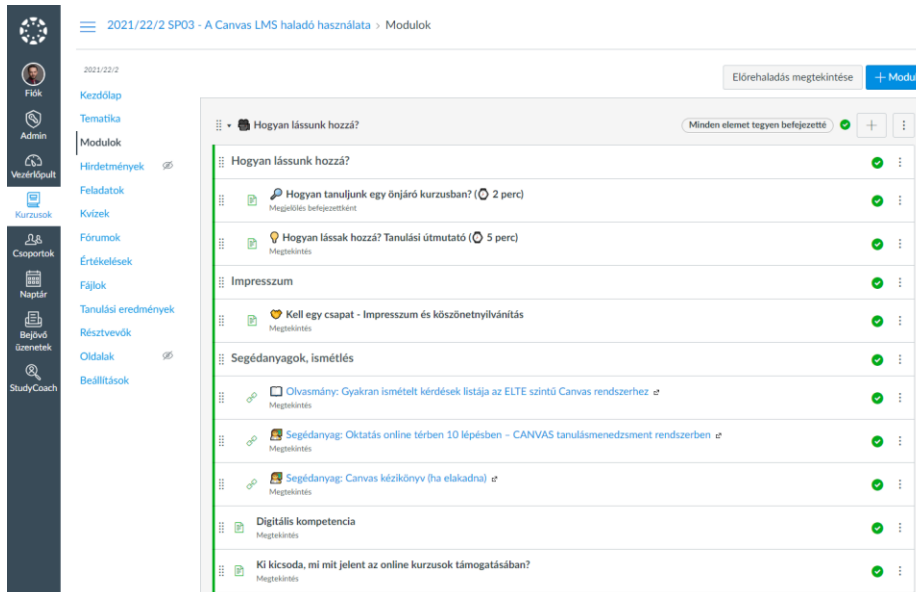 2021/22/2 SP03 - A Canvas LMS haladó használata › Modulok
Fiók
Admin
Vezérlőpult
Kurzusok
Csoportok
Naptár
Bejövő
üzenetek
StudyCoach
2021/22/2
Kezdőlap
Tematika
Modulok
Hirdetmények
Feladatok
Kvízek
Fórumok
Értékelések
Fájlok
Tanulási eredmények
Résztvevők
Oldalak
Beállítások
Előrehaladás megtekintése
+ Modu
Hogyan lássunk hozzá?
Minden elemet tegyen befejezetté
Hogyan lássunk hozzá?
Hogyan tanuljunk egy önjáró kurzusban? (2 perc)
Megjelölés befejezettként
Hogyan lássak hozzá? Tanulási útmutató (5 perc)
Megtekintés
Impresszum
Kell egy csapat - Impresszum és köszönetnyilvánítás
Megtekintés
Segédanyagok, ismétlés
Olvasmány: Gyakran ismételt kérdések listája az ELTE szintű Canvas rendszerhez
Megtekintés
Segédanyag: Oktatás online térben 10 lépésben – CANVAS tanulásmenedzsment rendszerben
Megtekintés
Segédanyag: Canvas kézikönyv (ha elakadna)
Megtekintés
Digitális kompetencia
Megtekintés
Ki kicsoda, mi mit jelent az online kurzusok támogatásában?
Megtekintés